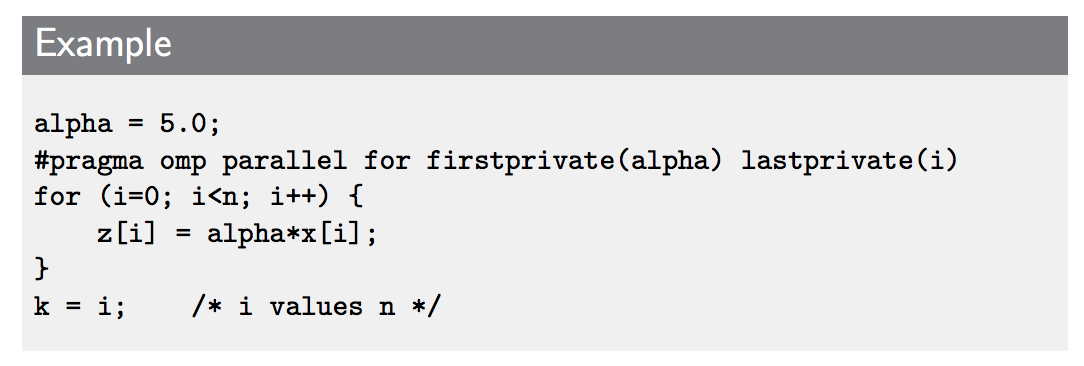 Example
alpha = 5.0;
#pragma omp parallel for firstprivate(alpha) lastprivate(i)
for (i=0; i<n; i++) {
    z[i] = alpha*x[i];
}
k = i;    /* i values n */